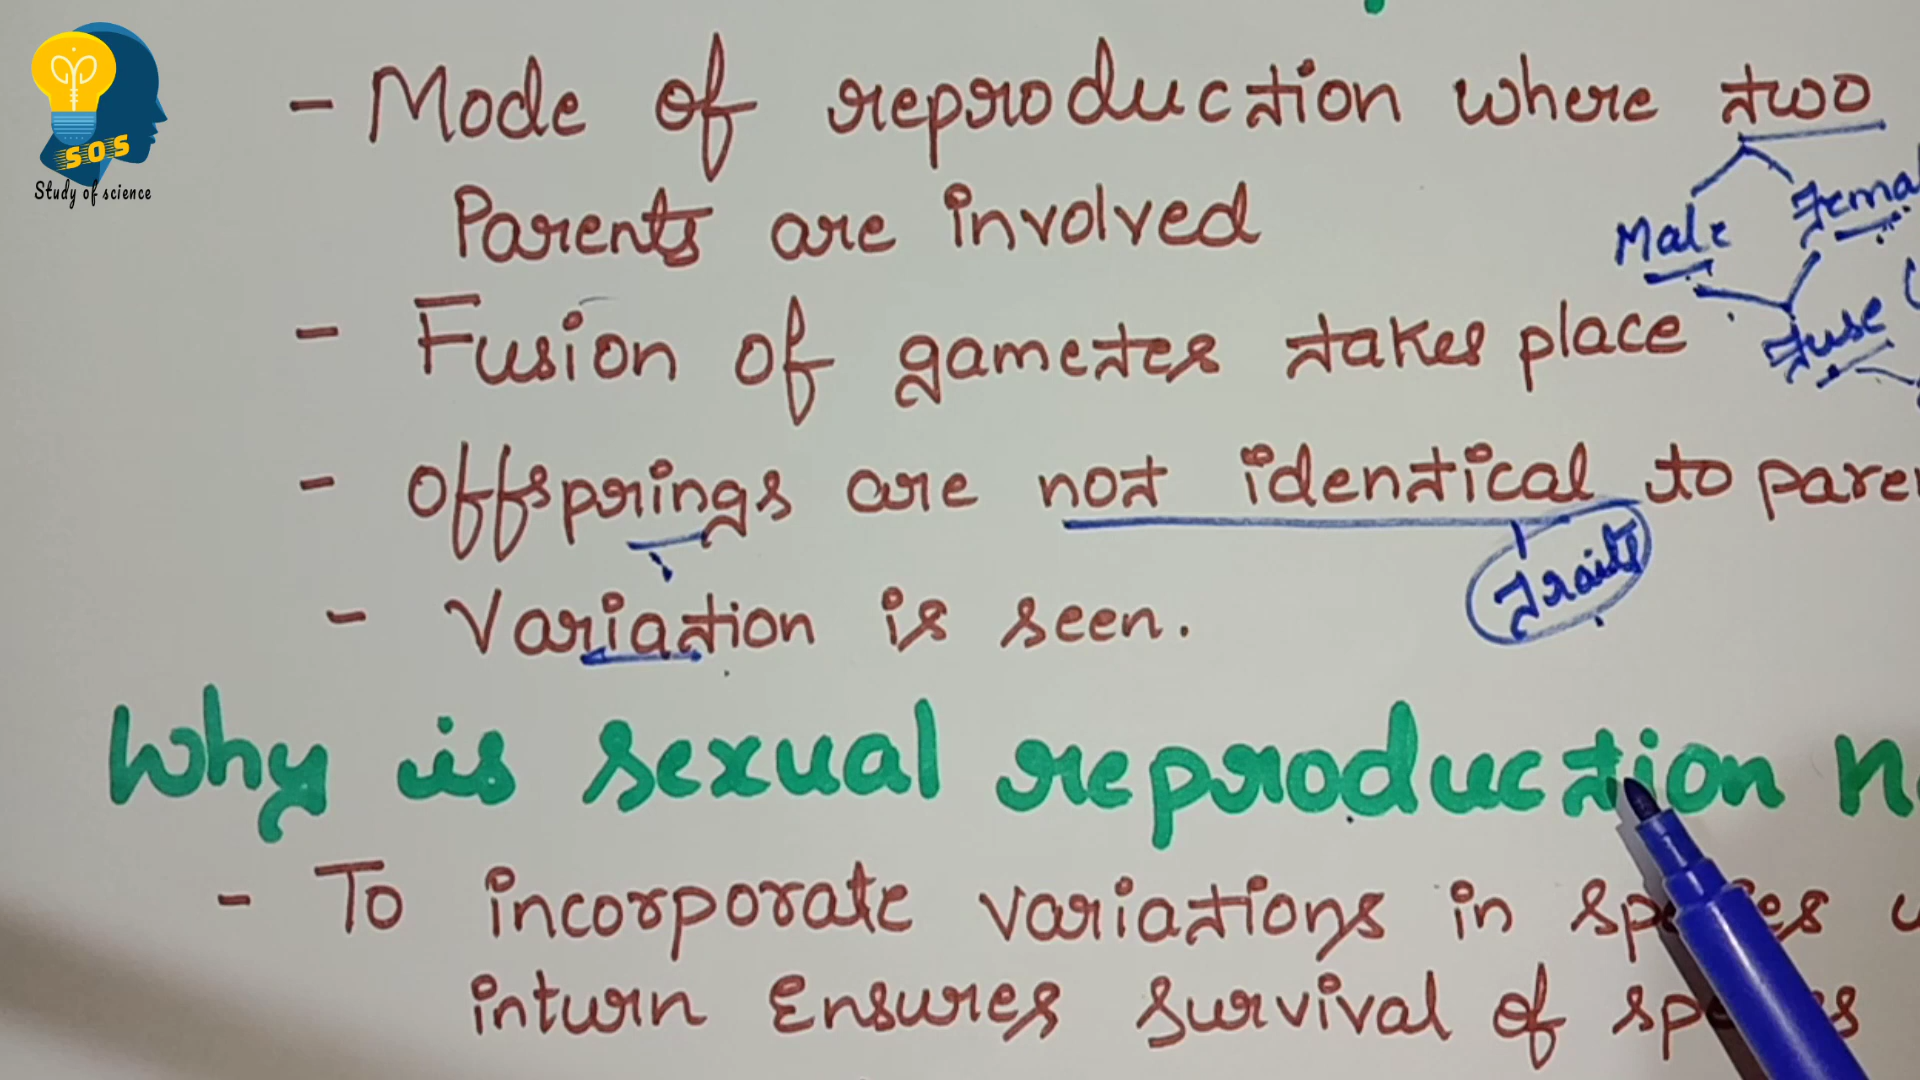 SOS
Study of science
- Mode of reproduction where two
Parents are involved
Male
Fuse
- Fusion of gametes takes place
- Offsprings are not identical to
traits
- Variation is seen.
Why is sexual reproduction
- To incorporate variations in species
inturn Ensures survival of species